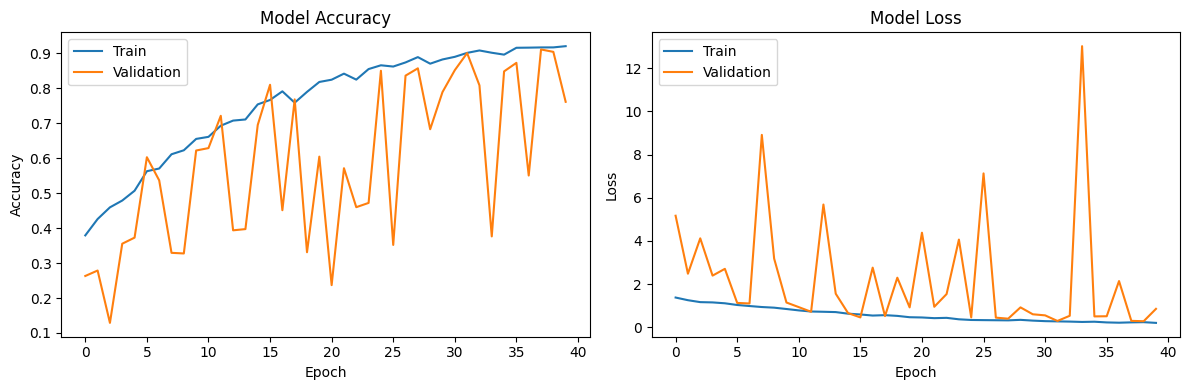 Model Accuracy
Train
Validation
Accuracy
0.9
0.8
0.7
0.6
0.5
0.4
0.3
0.2
0.1
0 5 10 15 20 25 30 35 40
Epoch
Model Loss
Train
Validation
Loss
12
10
8
6
4
2
0
0 5 10 15 20 25 30 35 40
Epoch